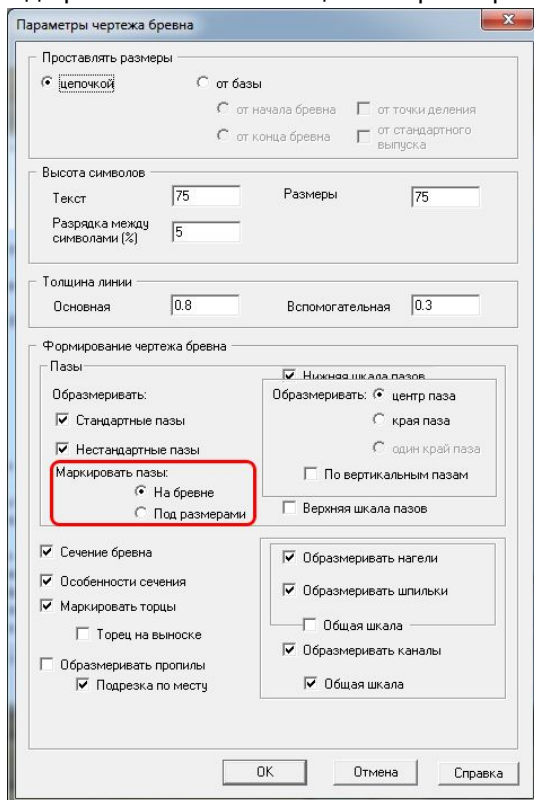 Параметры чертежа бревна
Проставлять размеры
цепочкой
от базы
от начала бревна
от точки деления
от конца бревна
от стандартного выпуска
Высота символов
Текст
75
Размеры
75
Разрядка между символами (%)
5
Толщина линии
Основная
0.8
Вспомогательная
0.3
Формирование чертежа бревна
Пазы
Нижняя шкала пазов
Образмеривать:
Образмеривать:
центр паза
Стандартные пазы
края паза
Нестандартные пазы
один край паза
Маркировать пазы:
По вертикальным пазам
На бревне
Под размерами
Верхняя шкала пазов
Сечение бревна
Образмеривать нагели
Особенности сечения
Образмеривать шпильки
Маркировать торцы
Общая шкала
Торец на выноске
Образмеривать каналы
Образмеривать пропилы
Подрезка по месту
Общая шкала
OK
Отмена
Справка